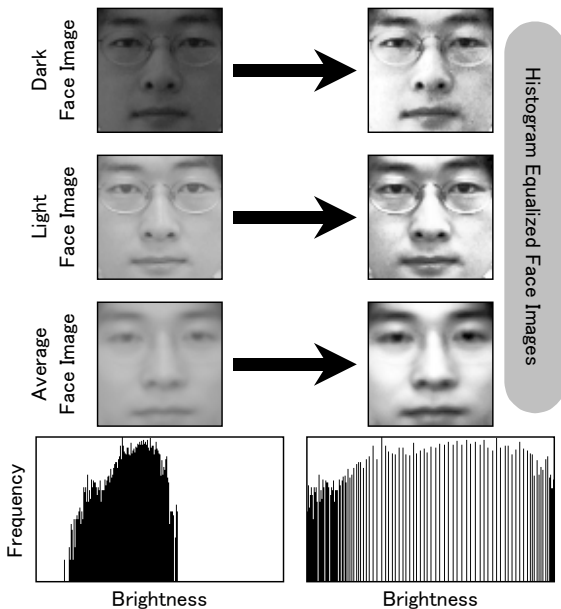 Dark
Face Image
Light
Face Image
Average
Face Image
Histogram Equalized Face Images
Frequency
Brightness
Brightness